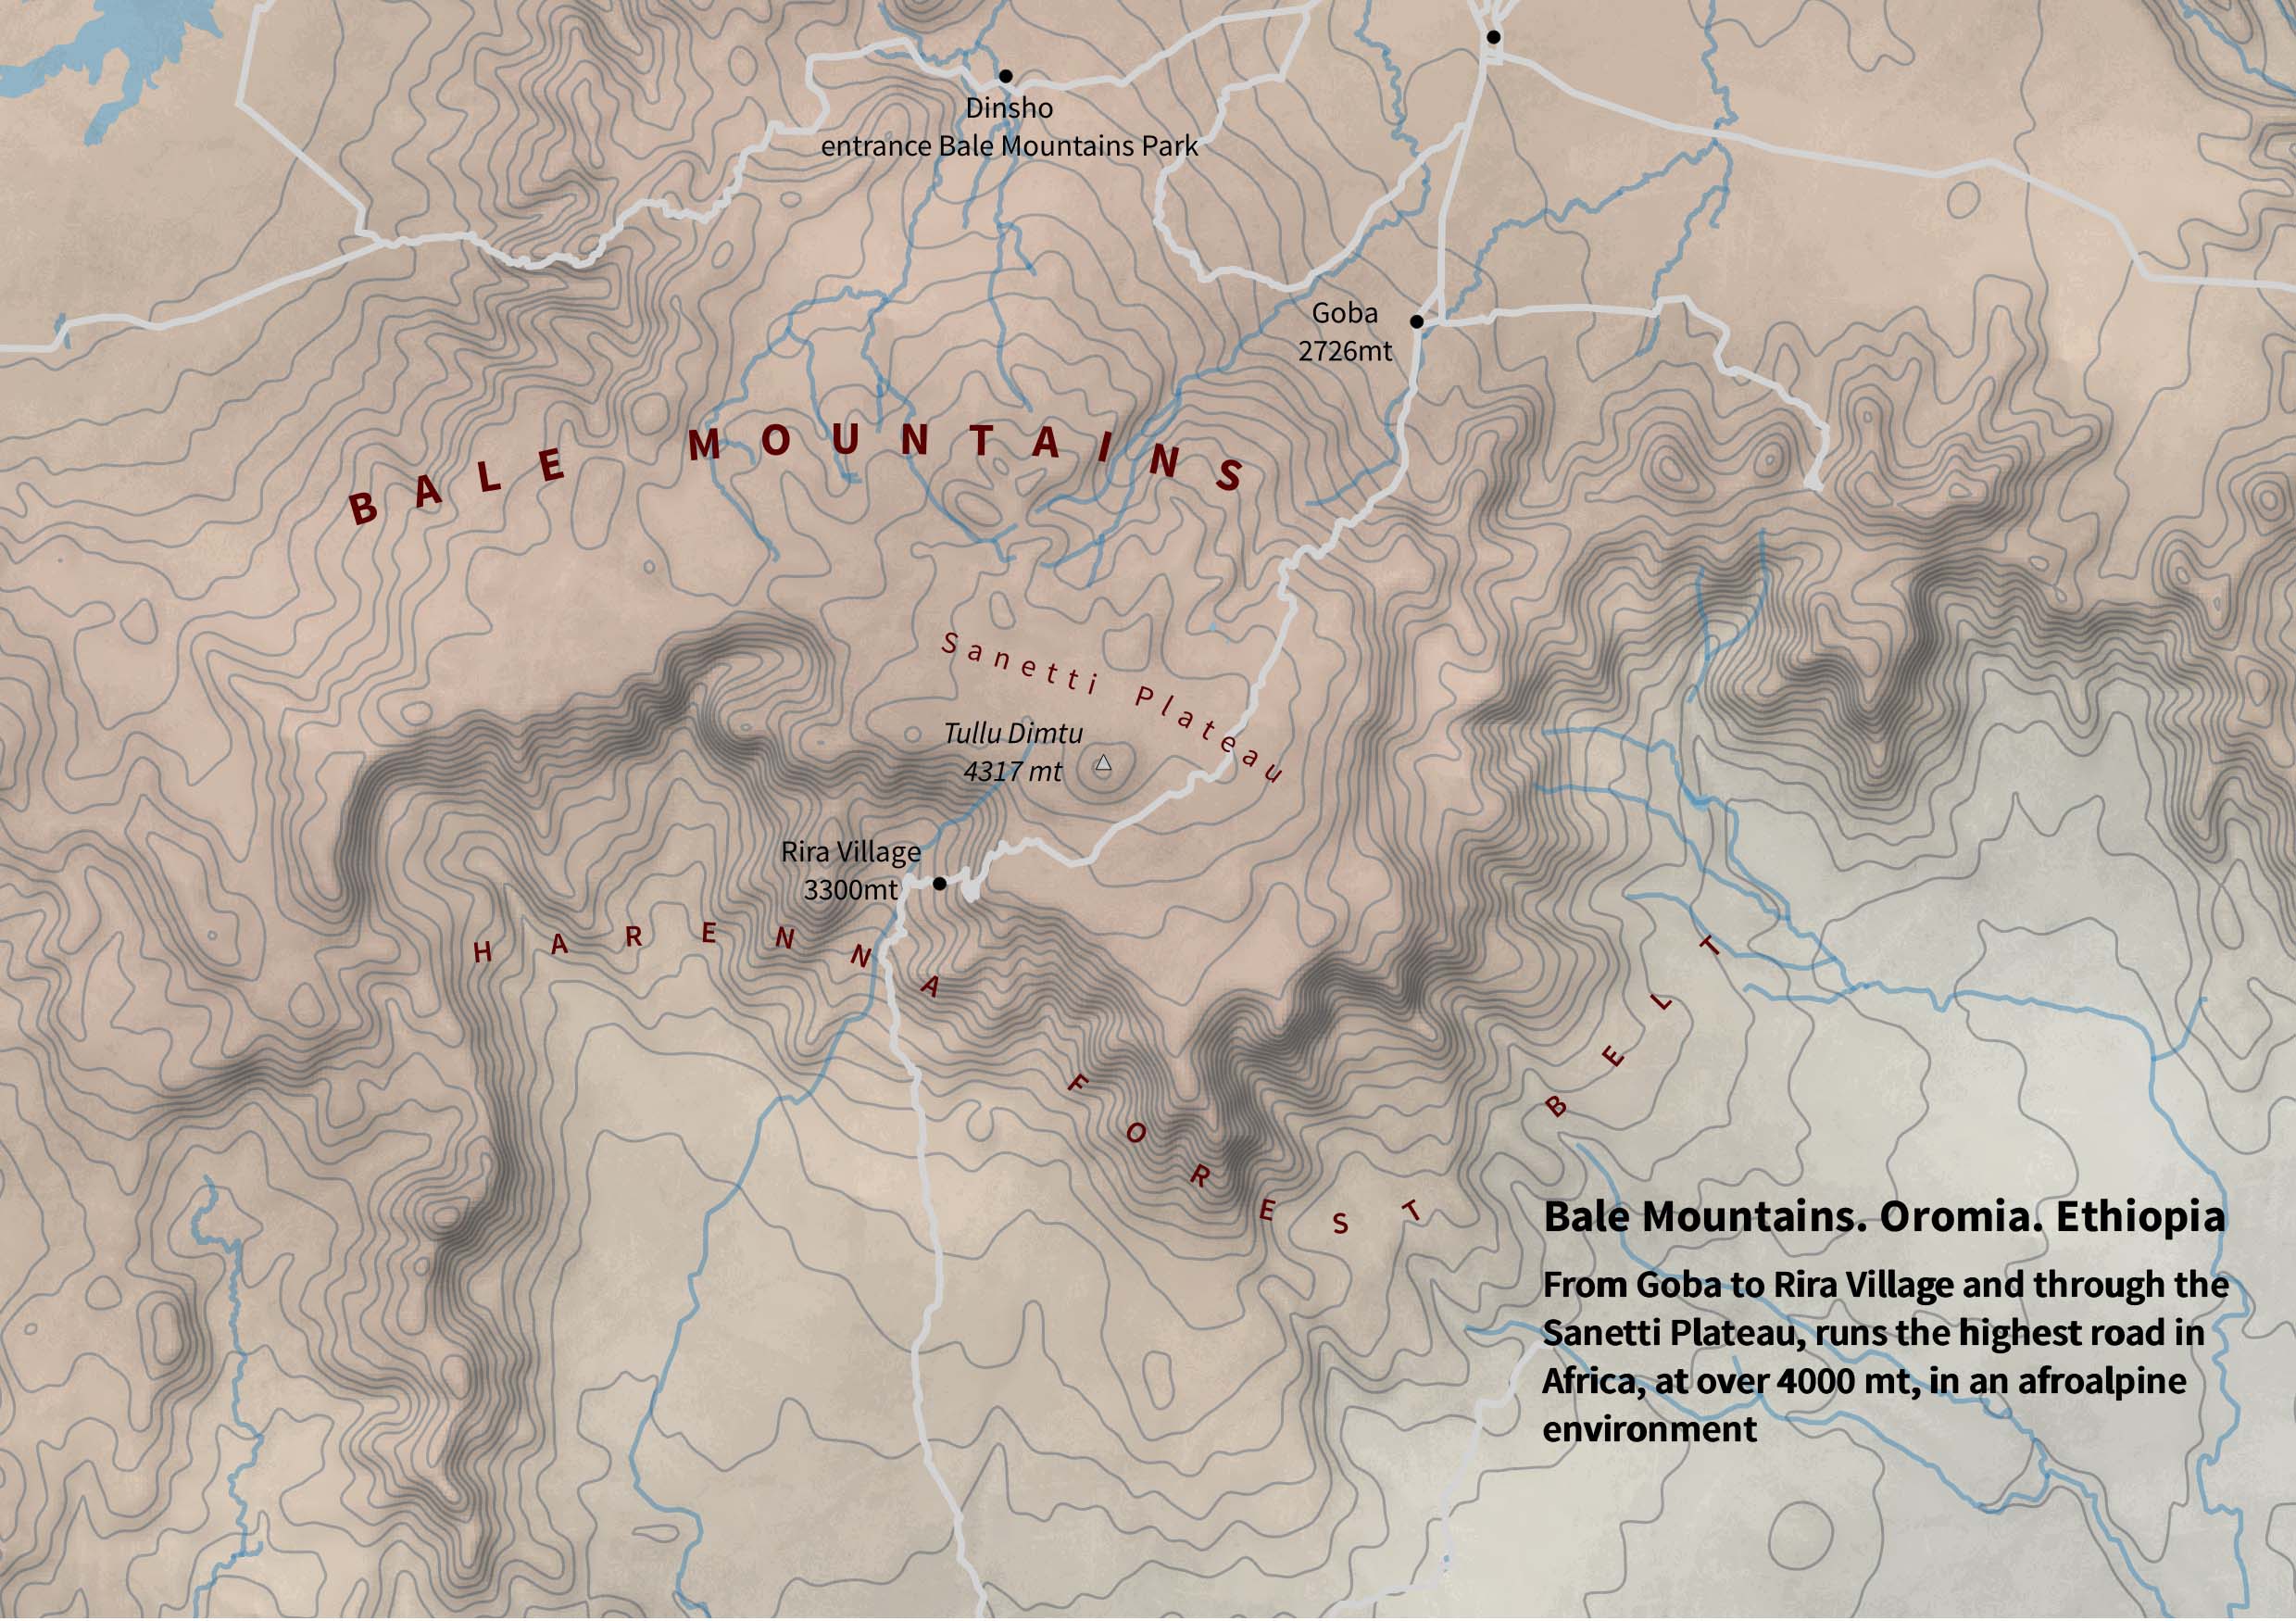 Dinsho
entrance Bale Mountains Park
Goba
2726mt
BALE MOUNTAINS
Sanetti Plateau
Tullu Dimtu
4317 mt
Rira Village
3300mt
HARENNA FOREST BELT
Bale Mountains. Oromia. Ethiopia
From Goba to Rira Village and through the
Sanetti Plateau, runs the highest road in
Africa, at over 4000 mt, in an afroalpine
environment